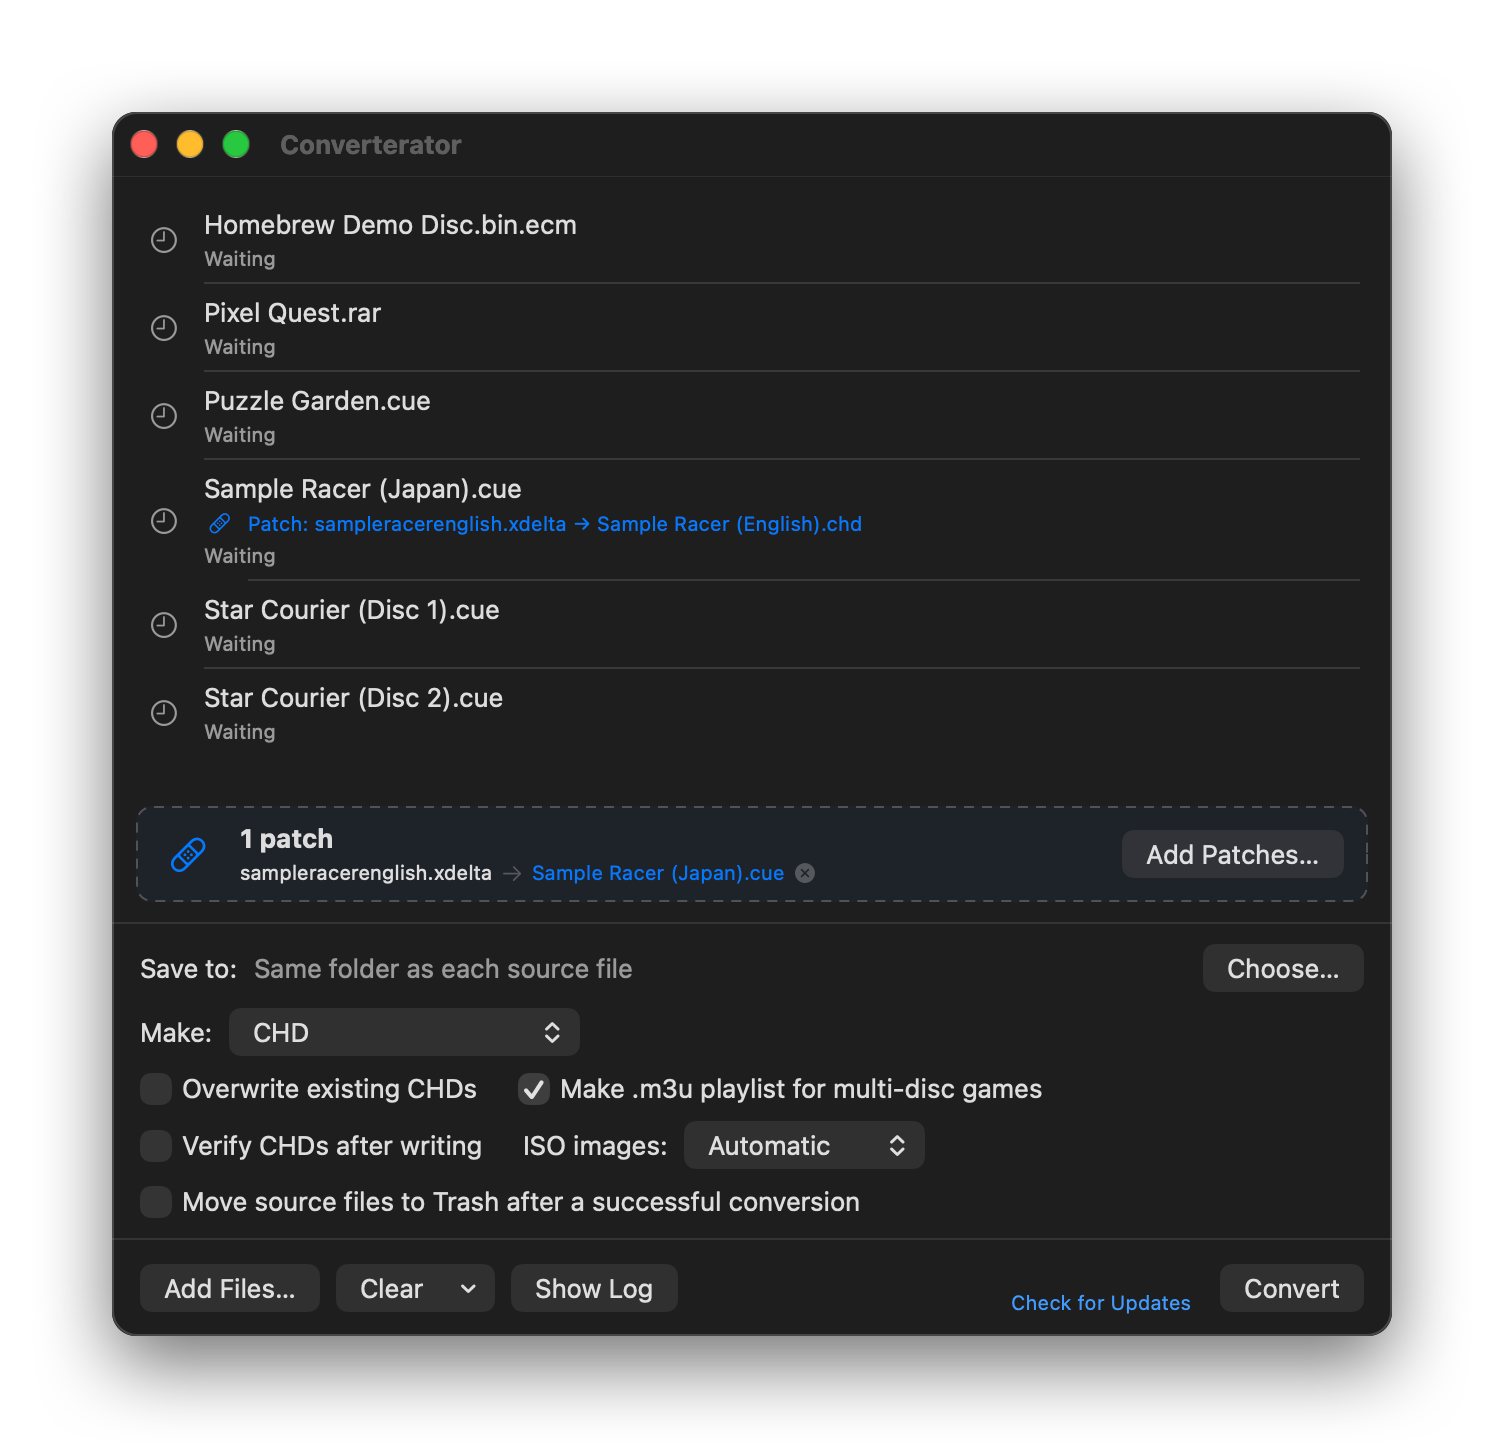 Converterator
Homebrew Demo Disc.bin.ecm
Waiting
Pixel Quest.rar
Waiting
Puzzle Garden.cue
Waiting
Sample Racer (Japan).cue
Patch: sampleracerenglish.xdelta → Sample Racer (English).chd
Waiting
Star Courier (Disc 1).cue
Waiting
Star Courier (Disc 2).cue
Waiting
1 patch
sampleracerenglish.xdelta → Sample Racer (Japan).cue
Add Patches...
Save to: Same folder as each source file
Choose...
Make: CHD
Overwrite existing CHDs
Make .m3u playlist for multi-disc games
Verify CHDs after writing
ISO images: Automatic
Move source files to Trash after a successful conversion
Add Files...
Clear
Show Log
Check for Updates
Convert